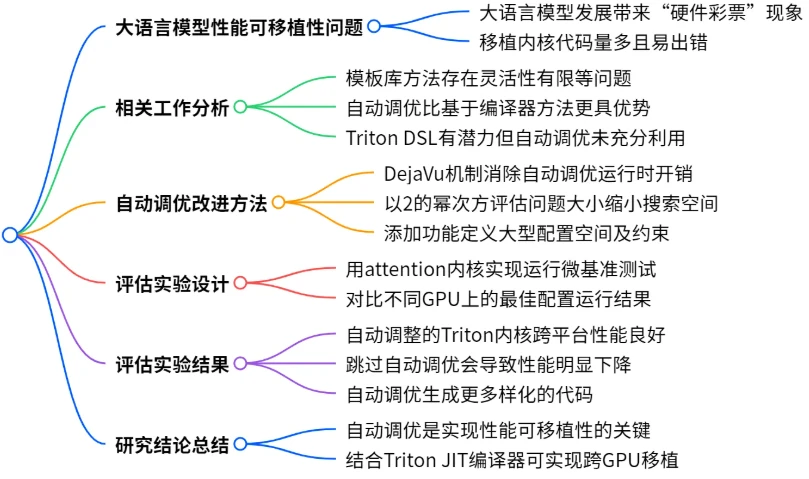 大语言模型性能可移植性问题
大语言模型发展带来“硬件彩票”现象
移植内核代码量多且易出错
相关工作分析
模板库方法存在灵活性有限等问题
自动调优比基于编译器方法更具优势
Triton DSL有潜力但自动调优未充分利用
自动调优改进方法
DejaVu机制消除自动调优运行时开销
以2的幂次方评估问题大小缩小搜索空间
添加功能定义大型配置空间及约束
评估实验设计
用attention内核实现运行微基准测试
对比不同GPU上的最佳配置运行结果
评估实验结果
自动调整的Triton内核跨平台性能良好
跳过自动调优会导致性能明显下降
自动调优生成更多样化的代码
研究结论总结
自动调优是实现性能可移植性的关键
结合Triton JIT编译器可实现跨GPU移植